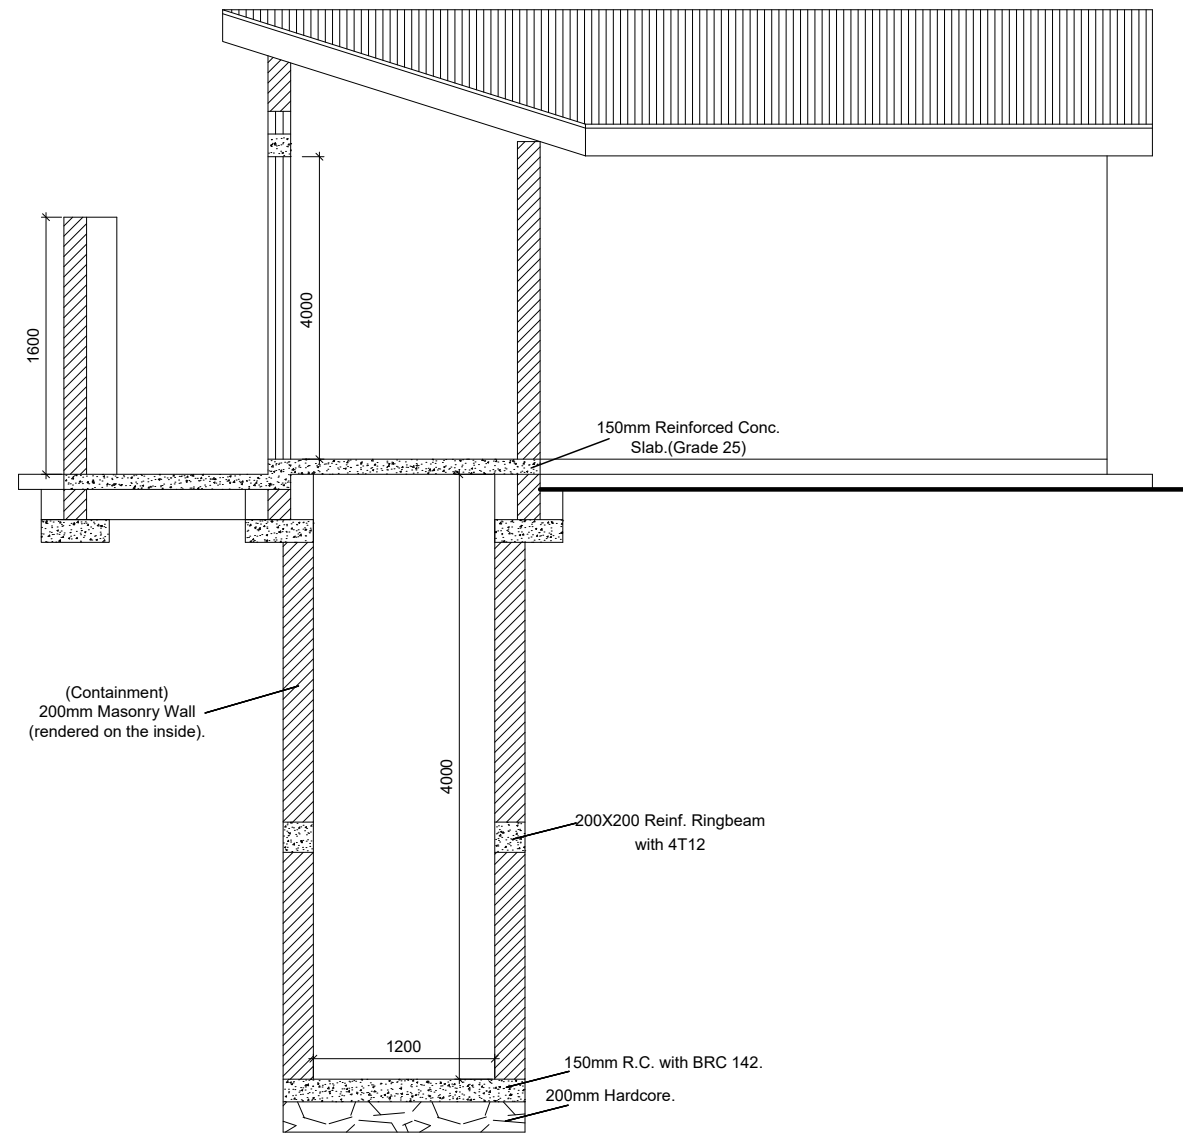 4000
1600
150mm Reinforced Conc.
Slab.(Grade 25)
(Containment)
200mm Masonry Wall
(rendered on the inside).
4000
200X200 Reinf. Ringbeam
with 4T12
1200
150mm R.C. with BRC 142.
200mm Hardcore.